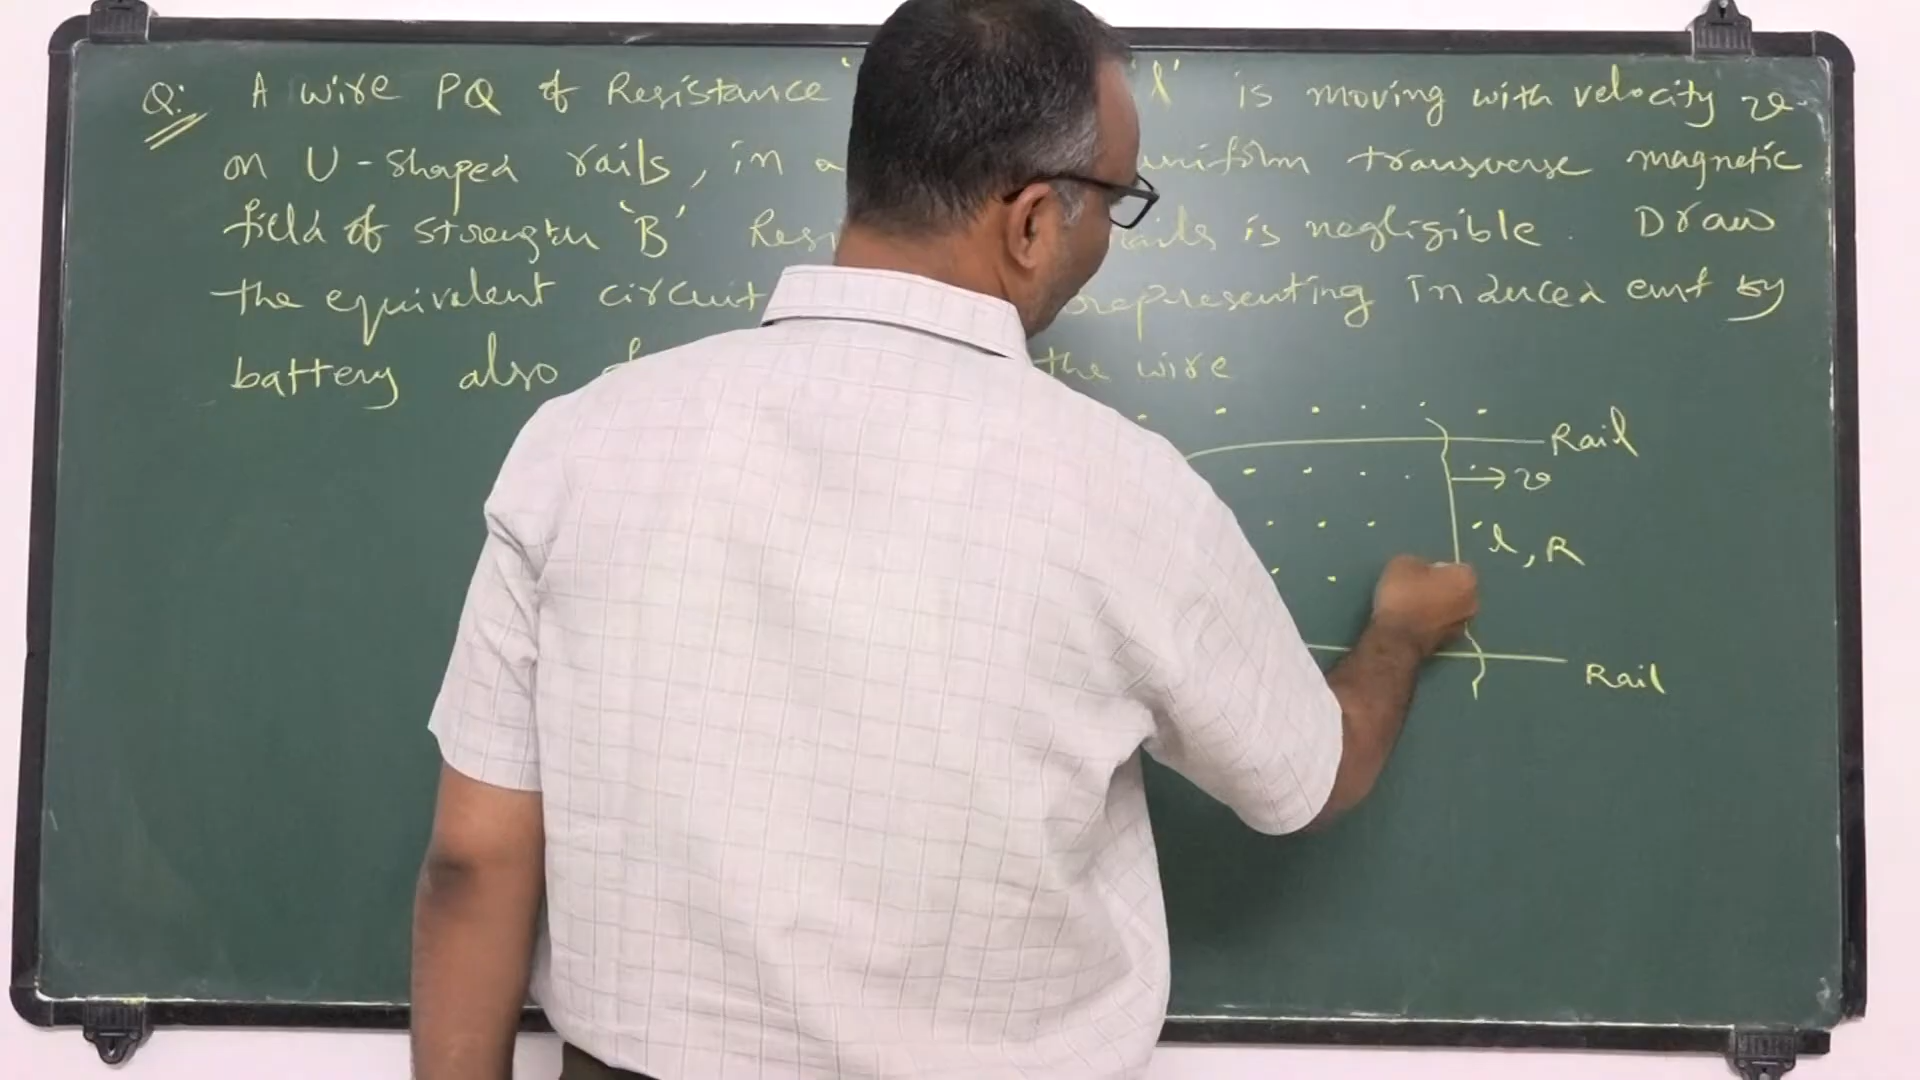 Q: A wire PQ of Resistance ' 'l' is moving with velocity v.
on U-shaped rails, in a uniform transverse magnetic
field of strength 'B' rails is negligible. Draw
the equivalent circuit representing induced emf by
battery also the wire
Rail
→ v
l, R
Rail